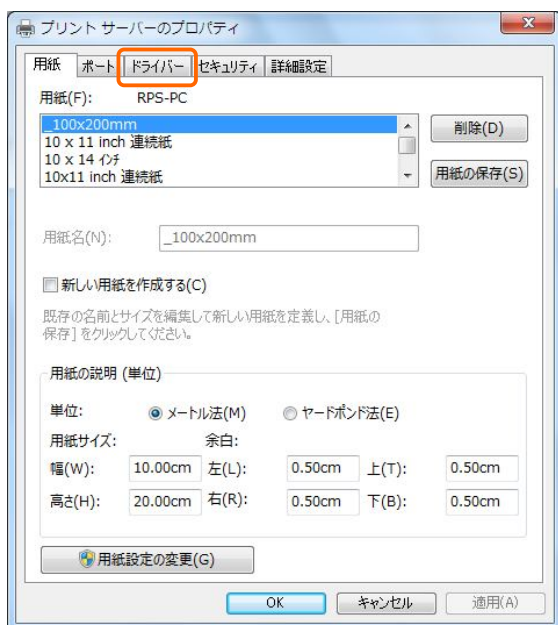 プリント サーバーのプロパティ
用紙 ポート ドライバー セキュリティ 詳細設定
用紙(F): RPS-PC
_100x200mm
10 x 11 inch 連続紙
10 x 14 インチ
10x11 inch 連続紙
削除(D)
用紙の保存(S)
用紙名(N): _100x200mm
新しい用紙を作成する(C)
既存の名前とサイズを編集して新しい用紙を定義し、[用紙の
保存] をクリックしてください。
用紙の説明 (単位)
単位: メートル法(M) ヤードポンド法(E)
用紙サイズ: 余白:
幅(W): 10.00cm 左(L): 0.50cm 上(T): 0.50cm
高さ(H): 20.00cm 右(R): 0.50cm 下(B): 0.50cm
用紙設定の変更(G)
OK キャンセル 適用(A)